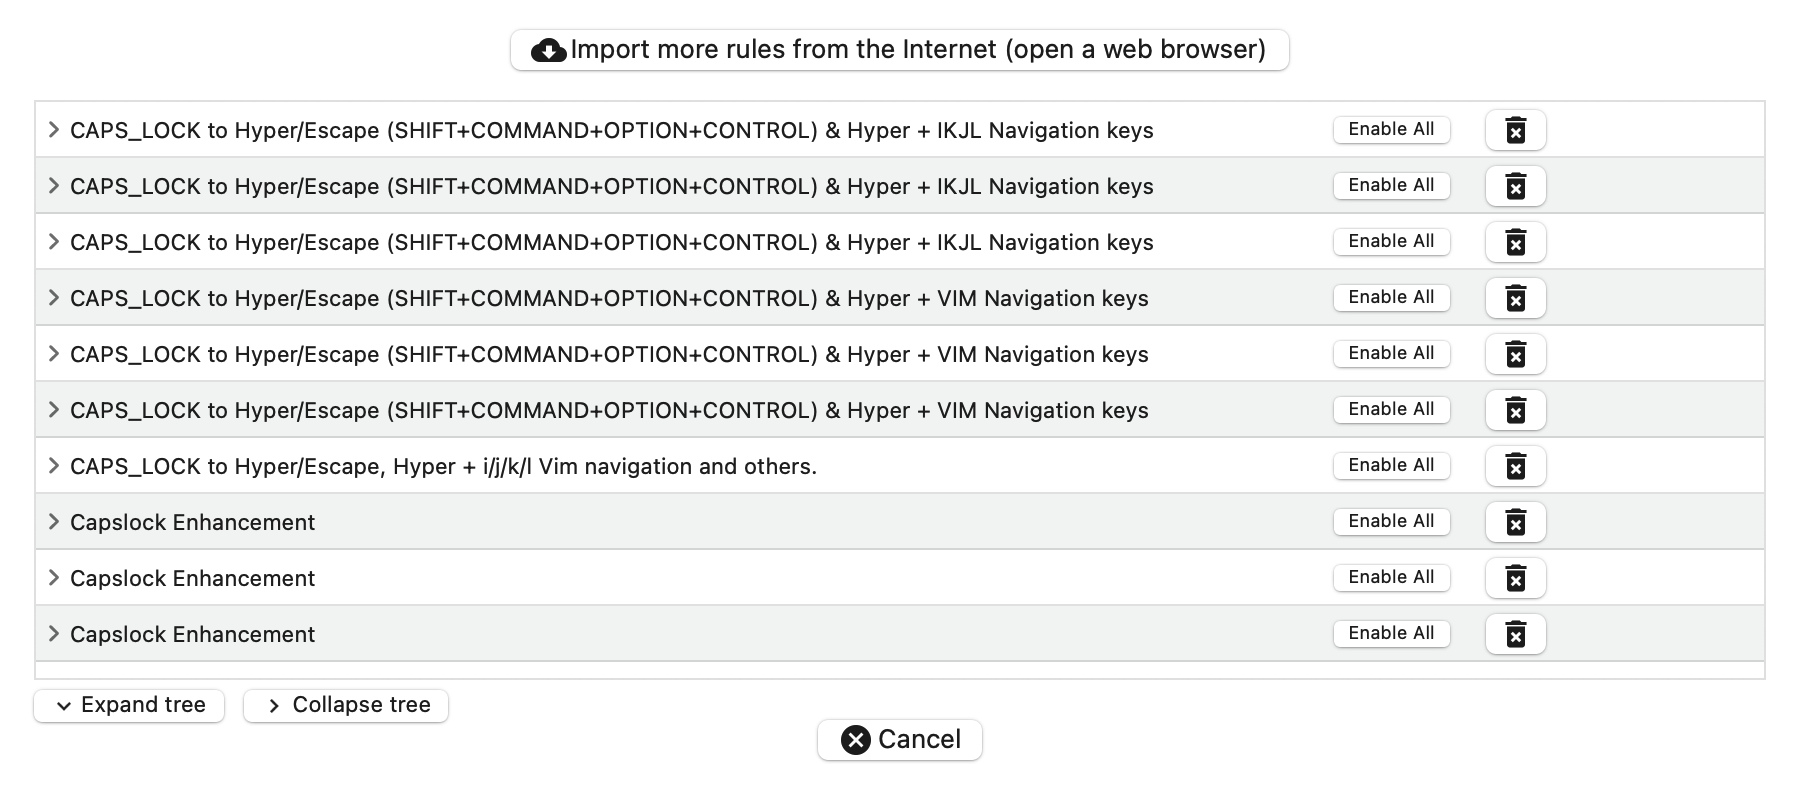 Import more rules from the Internet (open a web browser)
CAPS_LOCK to Hyper/Escape (SHIFT+COMMAND+OPTION+CONTROL) & Hyper + IKJL Navigation keys Enable All
CAPS_LOCK to Hyper/Escape (SHIFT+COMMAND+OPTION+CONTROL) & Hyper + IKJL Navigation keys Enable All
CAPS_LOCK to Hyper/Escape (SHIFT+COMMAND+OPTION+CONTROL) & Hyper + IKJL Navigation keys Enable All
CAPS_LOCK to Hyper/Escape (SHIFT+COMMAND+OPTION+CONTROL) & Hyper + VIM Navigation keys Enable All
CAPS_LOCK to Hyper/Escape (SHIFT+COMMAND+OPTION+CONTROL) & Hyper + VIM Navigation keys Enable All
CAPS_LOCK to Hyper/Escape (SHIFT+COMMAND+OPTION+CONTROL) & Hyper + VIM Navigation keys Enable All
CAPS_LOCK to Hyper/Escape, Hyper + i/j/k/l Vim navigation and others. Enable All
Capslock Enhancement Enable All
Capslock Enhancement Enable All
Capslock Enhancement Enable All
Expand tree Collapse tree
Cancel